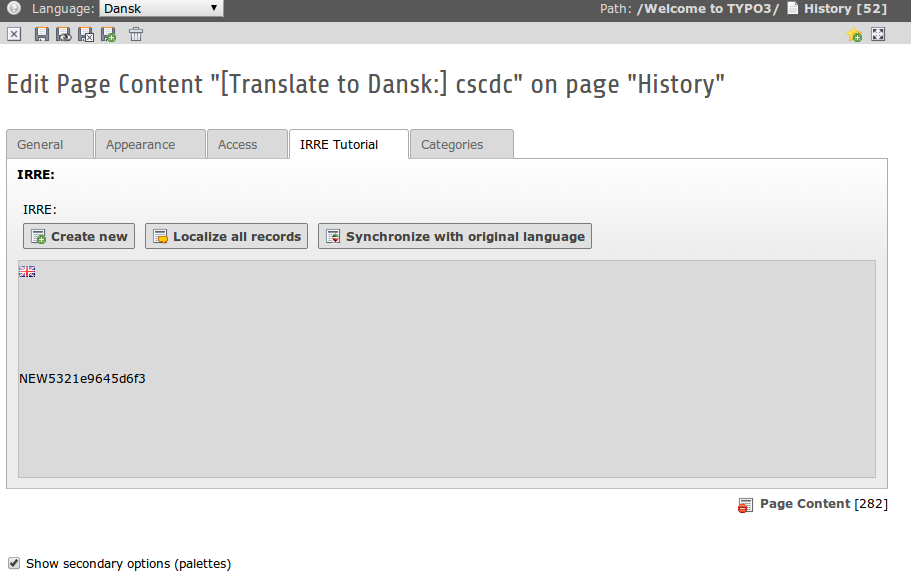 Language: Dansk Path: /Welcome to TYPO3/ History [52]
Edit Page Content "[Translate to Dansk:] cscdc" on page "History"
General Appearance Access IRRE Tutorial Categories
IRRE:
IRRE:
Create new Localize all records Synchronize with original language
NEW5321e9645d6f3
Page Content [282]
Show secondary options (palettes)